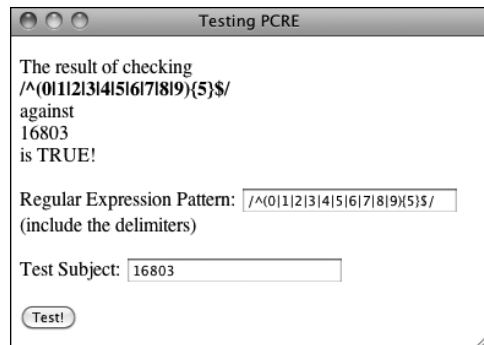 Testing PCRE
The result of checking
/^(0|1|2|3|4|5|6|7|8|9){5}$/
against
16803
is TRUE!
Regular Expression Pattern: /^(0|1|2|3|4|5|6|7|8|9){5}$/
(include the delimiters)
Test Subject: 16803
Test!